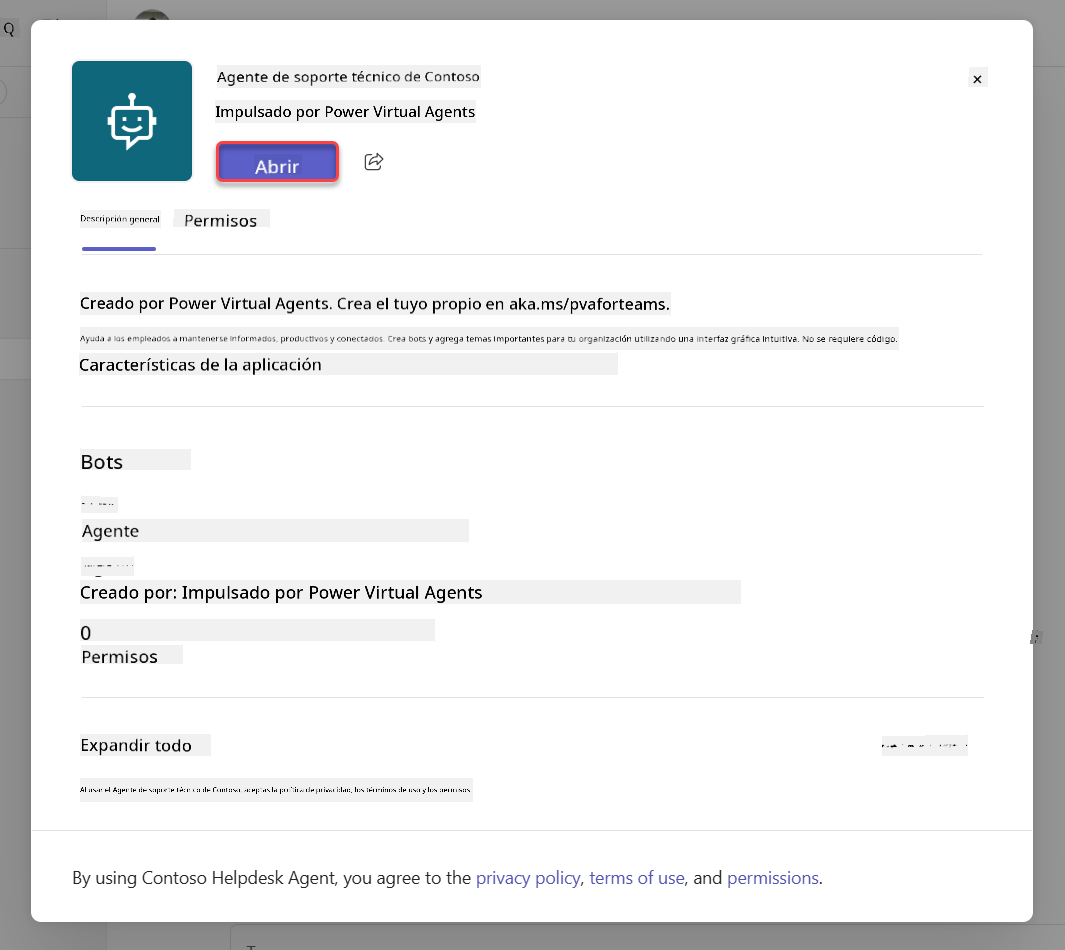 Q
Agente de soporte técnico de Contoso
×
Impulsado por Power Virtual Agents
Abrir
Descripción general
Permisos
Creado por Power Virtual Agents. Crea el tuyo propio en aka.ms/pvaforteams.
Ayuda a los empleados a mantenerse informados, productivos y conectados. Crea bots y agrega temas importantes para tu organización utilizando una interfaz gráfica intuitiva. No se requiere código.
Características de la aplicación
Bots
Agente
Creado por: Impulsado por Power Virtual Agents
0
Permisos
Expandir todo
Al usar el Agente de soporte técnico de Contoso, aceptas la política de privacidad, los términos de uso y los permisos.
By using Contoso Helpdesk Agent, you agree to the privacy policy, terms of use, and permissions.